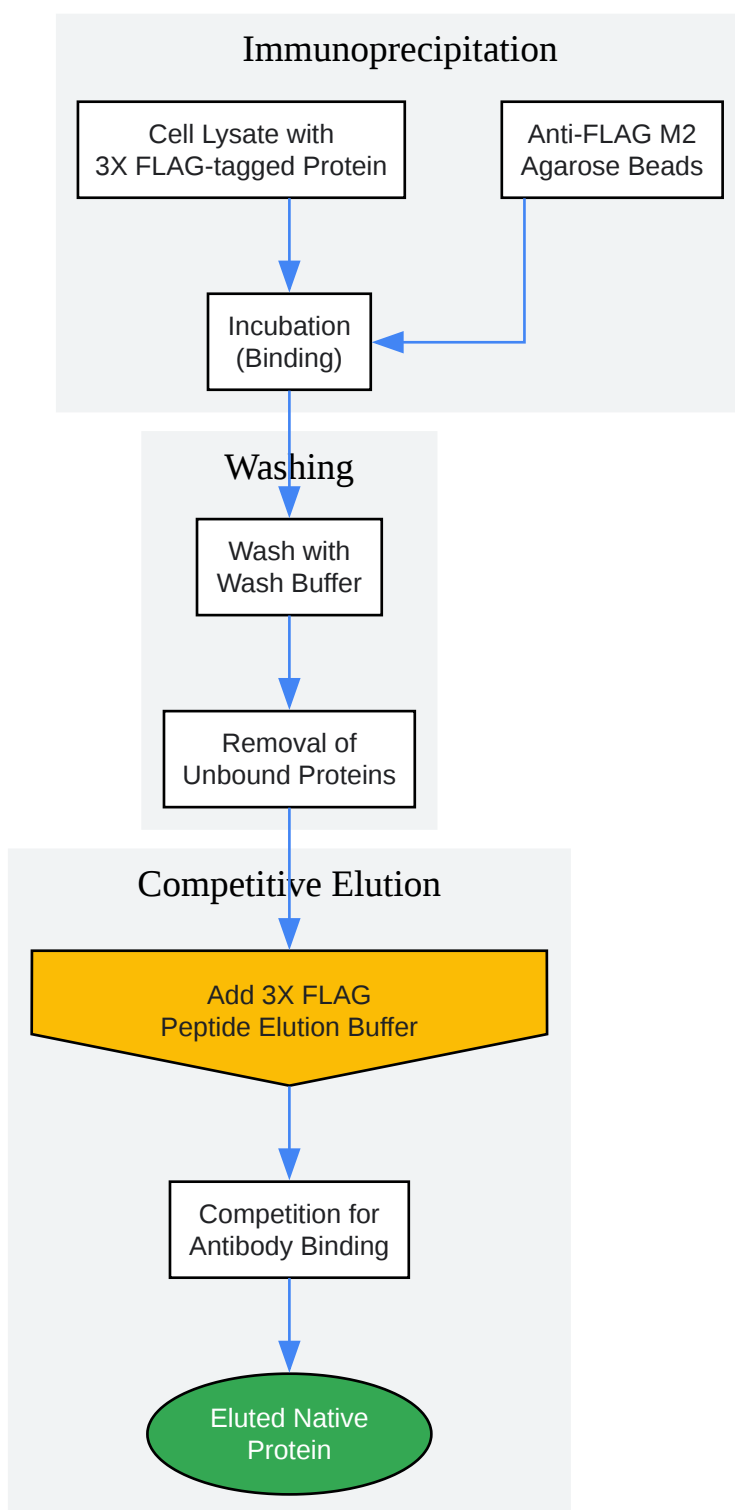 Immunoprecipitation
Cell Lysate with
3X FLAG-tagged Protein
Anti-FLAG M2
Agarose Beads
Incubation
(Binding)
Washing
Wash with
Wash Buffer
Removal of
Unbound Proteins
Competitive Elution
Add 3X FLAG
Peptide Elution Buffer
Competition for
Antibody Binding
Eluted Native
Protein